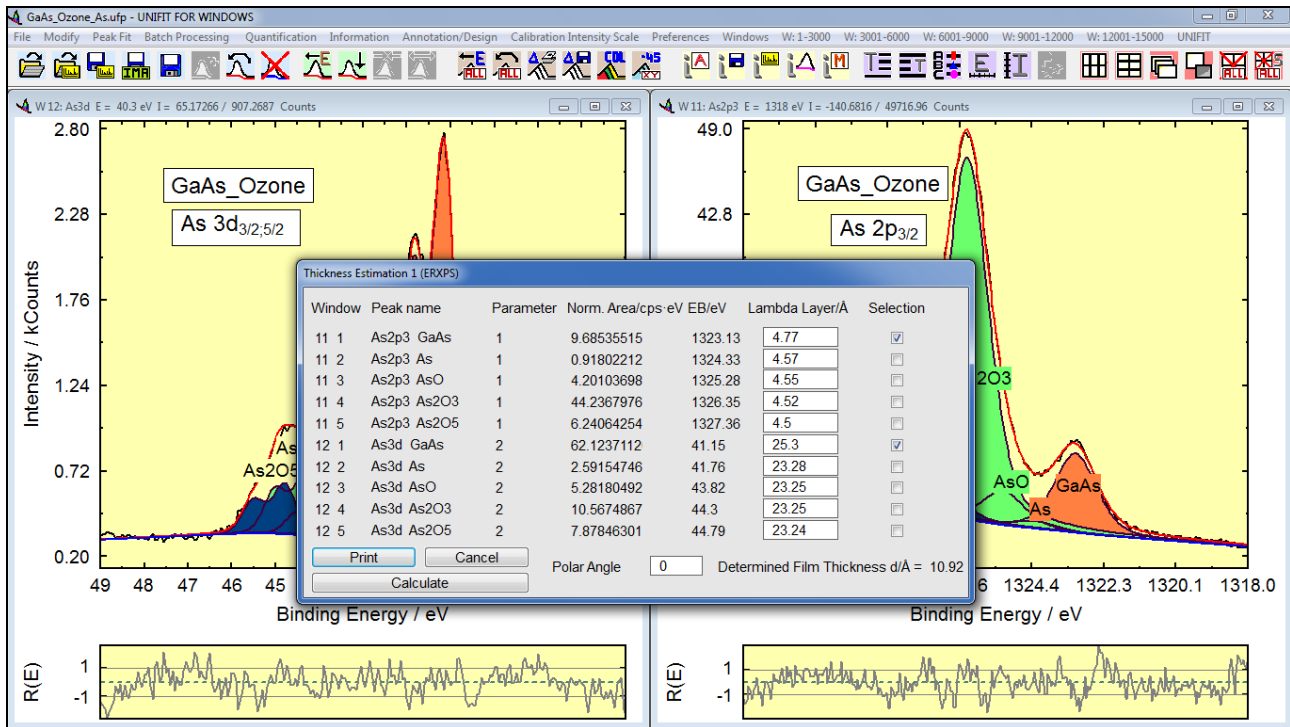 GaAs_Ozone_As.ufp - UNIFIT FOR WINDOWS
File Modify Peak Fit Batch Processing Quantification Information Annotation/Design Calibration Intensity Scale Preferences Windows W: 1-3000 W: 3001-6000 W: 6001-9000 W: 9001-12000 W: 12001-15000 UNIFIT
IMA E ALL ALL ALL ALL COL -45 XY A M ALL ALL
W 12: As3d E = 40.3 eV I = 65.17266 / 907.2687 Counts
2.80
2.28
1.76
1.24
0.72
0.20
Intensity / kCounts
GaAs_Ozone
As 3d3/2;5/2
As
As2O5
49 48 47 46 45
Binding Energy / eV
R(E)
1
-1
W 11: As2p3 E = 1318 eV I = -140.6816 / 49716.96 Counts
49.0
42.8
GaAs_Ozone
As 2p3/2
2O3
AsO
As
GaAs
6 1324.4 1322.3 1320.1 1318.0
Binding Energy / eV
R(E)
1
-1
Thickness Estimation 1 (ERXPS)
Window Peak name Parameter Norm. Area/cps·eV EB/eV Lambda Layer/Å Selection
11 1 As2p3 GaAs 1 9.68535515 1323.13 4.77
11 2 As2p3 As 1 0.91802212 1324.33 4.57
11 3 As2p3 AsO 1 4.20103698 1325.28 4.55
11 4 As2p3 As2O3 1 44.2367976 1326.35 4.52
11 5 As2p3 As2O5 1 6.24064254 1327.36 4.5
12 1 As3d GaAs 2 62.1237112 41.15 25.3
12 2 As3d As 2 2.59154746 41.76 23.28
12 3 As3d AsO 2 5.28180492 43.82 23.25
12 4 As3d As2O3 2 10.5674867 44.3 23.25
12 5 As3d As2O5 2 7.87846301 44.79 23.24
Print Cancel
Calculate
Polar Angle 0 Determined Film Thickness d/Å = 10.92